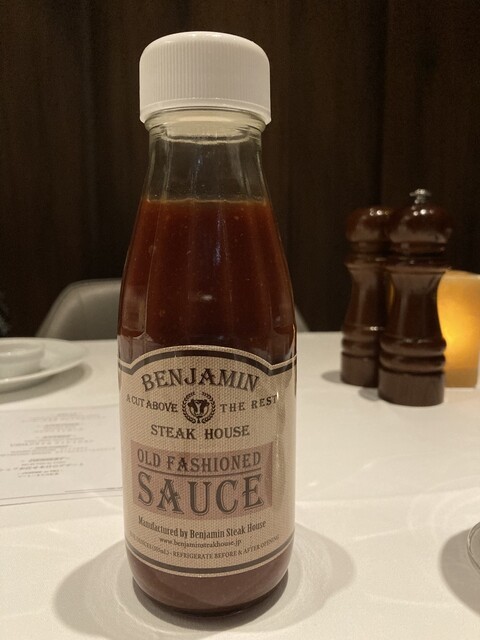 BENJAMIN
A CUT ABOVE THE REST
STEAK HOUSE
OLD FASHIONED
SAUCE
Manufactured by Benjamin Steak House
www.benjaminsteakhouse.jp
REFRIGERATE BEFORE & AFTER OPENING